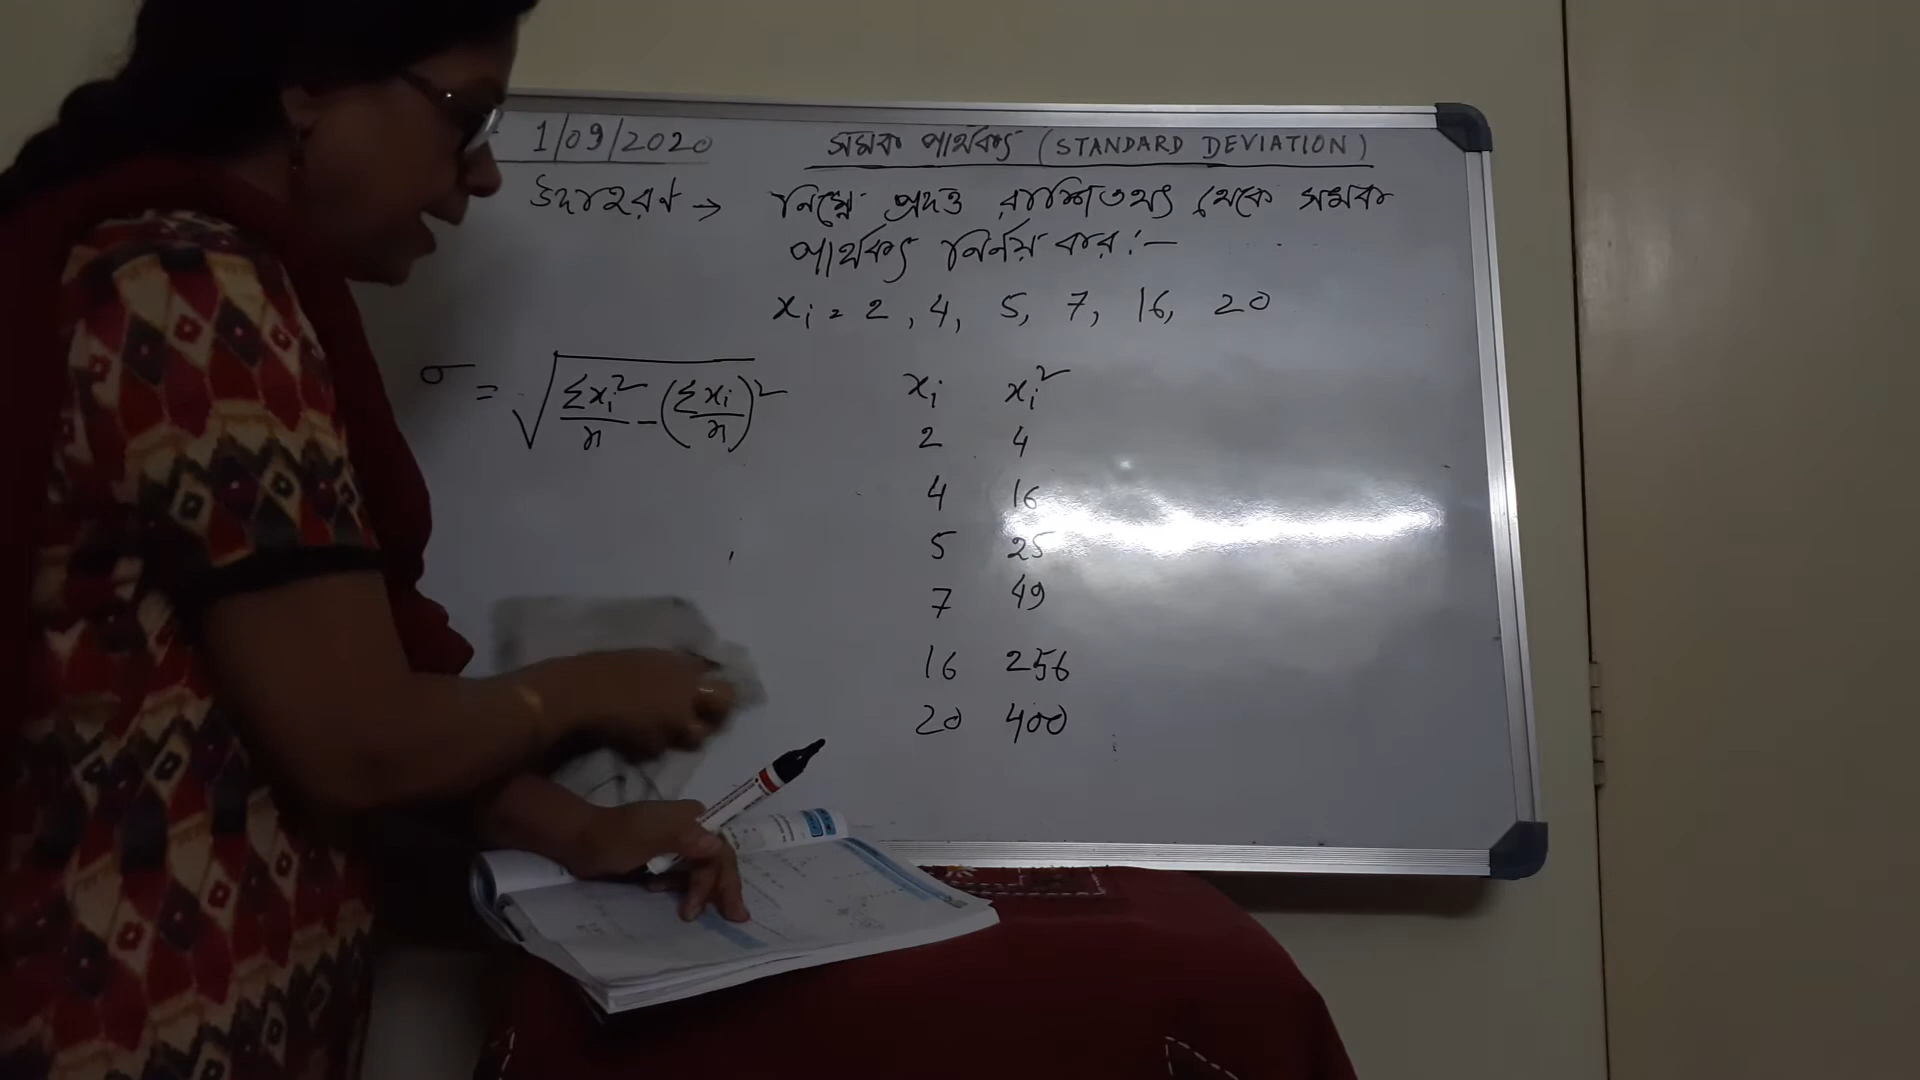 1/09/2020 সমক পার্থক্য (STANDARD DEVIATION)
উদাহরণ → নিম্নে প্রদত্ত রাশিতথ্য থেকে সমক
পার্থক্য নির্নয় কর :-
xᵢ = 2, 4, 5, 7, 16, 20
σ = √(Σxᵢ²/n - (Σxᵢ/n)²)
xᵢ xᵢ²
2 4
4 16
5 25
7 49
16 256
20 400